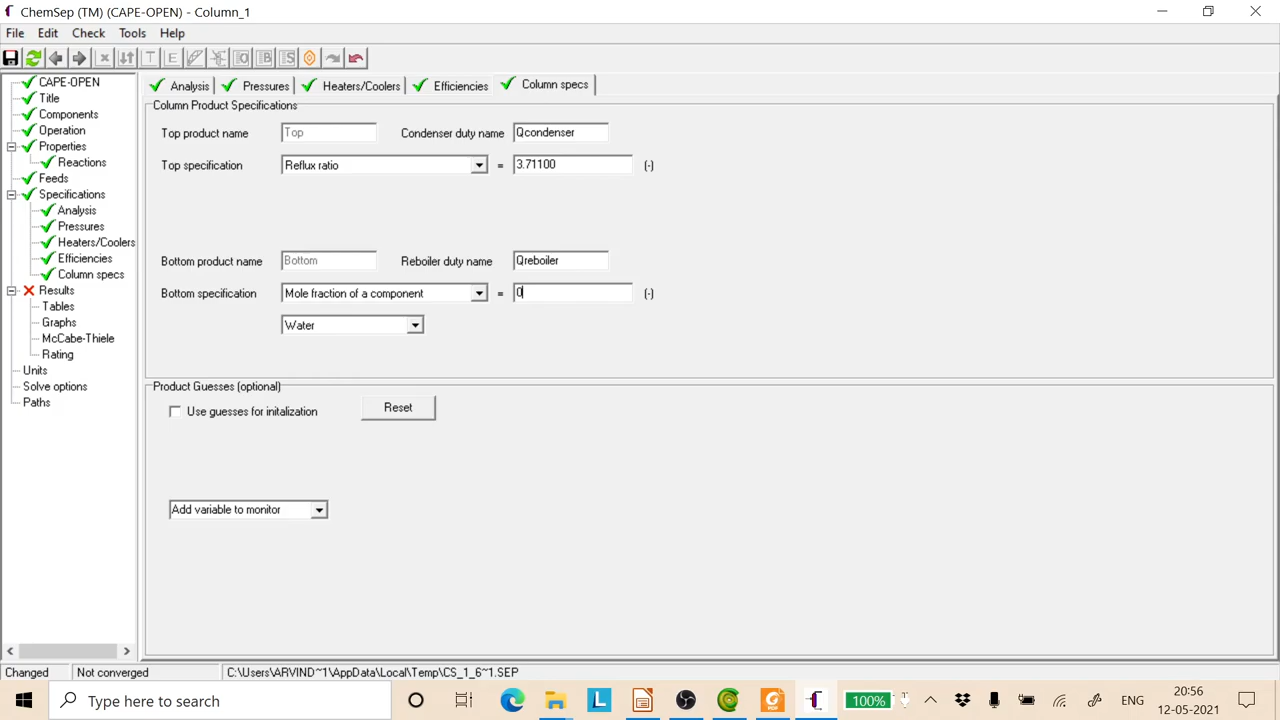 ChemSep (TM) (CAPE-OPEN) - Column_1
File Edit Check Tools Help
CAPE-OPEN
Title
Components
Operation
Properties
Reactions
Feeds
Specifications
Analysis
Pressures
Heaters/Coolers
Efficiencies
Column specs
Results
Tables
Graphs
McCabe-Thiele
Rating
Units
Solve options
Paths
Analysis Pressures Heaters/Coolers Efficiencies Column specs
Column Product Specifications
Top product name Top Condenser duty name Qcondenser
Top specification Reflux ratio = 3.71100 (-)
Bottom product name Bottom Reboiler duty name Qreboiler
Bottom specification Mole fraction of a component = 0 (-)
Water
Product Guesses (optional)
Use guesses for initalization Reset
Add variable to monitor
Changed Not converged C:\Users\ARVIND~1\AppData\Local\Temp\CS_1_6~1.SEP
Type here to search 100% ENG 20:56
12-05-2021